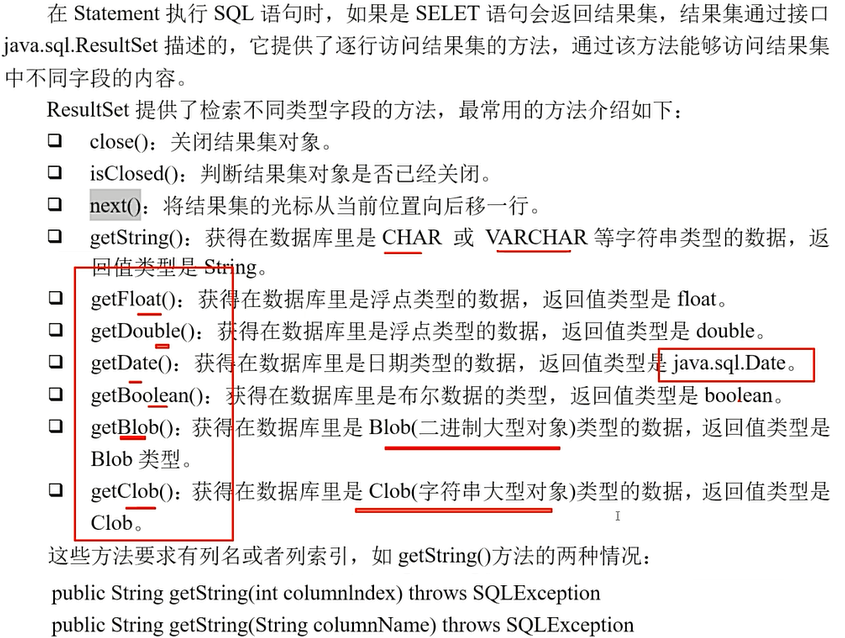 在 Statement 执行 SQL 语句时，如果是 SELET 语句会返回结果集，结果集通过接口
java.sql.ResultSet 描述的，它提供了逐行访问结果集的方法，通过该方法能够访问结果集
中不同字段的内容。
ResultSet 提供了检索不同类型字段的方法，最常用的方法介绍如下：
❑ close()：关闭结果集对象。
❑ isClosed()：判断结果集对象是否已经关闭。
❑ next()：将结果集的光标从当前位置向后移一行。
❑ getString()：获得在数据库里是 CHAR 或 VARCHAR 等字符串类型的数据，返
回值类型是 String。
❑ getFloat()：获得在数据库里是浮点类型的数据，返回值类型是 float。
❑ getDouble()：获得在数据库里是浮点类型的数据，返回值类型是 double。
❑ getDate()：获得在数据库里是日期类型的数据，返回值类型是 java.sql.Date。
❑ getBoolean()：获得在数据库里是布尔数据的类型，返回值类型是 boolean。
❑ getBlob()：获得在数据库里是 Blob(二进制大型对象)类型的数据，返回值类型是
Blob 类型。
❑ getClob()：获得在数据库里是 Clob(字符串大型对象)类型的数据，返回值类型是
Clob。
这些方法要求有列名或者列索引，如 getString()方法的两种情况：
public String getString(int columnlndex) throws SQLException
public String getString(String columnName) throws SQLException